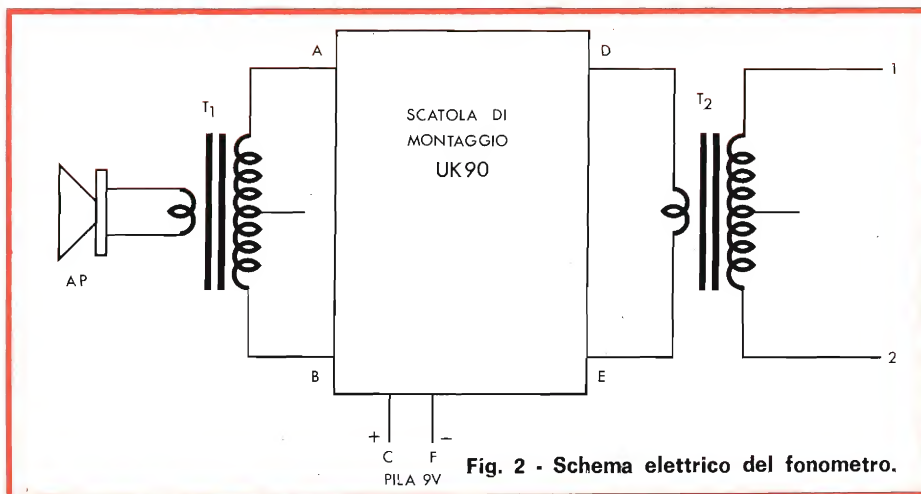 A
D
1
T1
T2
SCATOLA DI
MONTAGGIO
UK90
AP
B
E
2
+ −
C F
PILA 9V
Fig. 2 - Schema elettrico del fonometro.